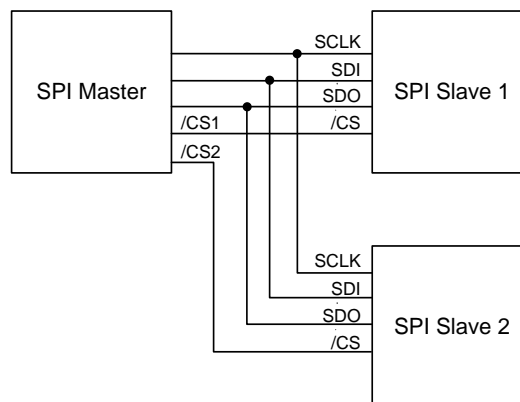 SPI Master
/CS1
/CS2
SCLK
SDI
SDO
/CS
SPI Slave 1
SCLK
SDI
SDO
/CS
SPI Slave 2